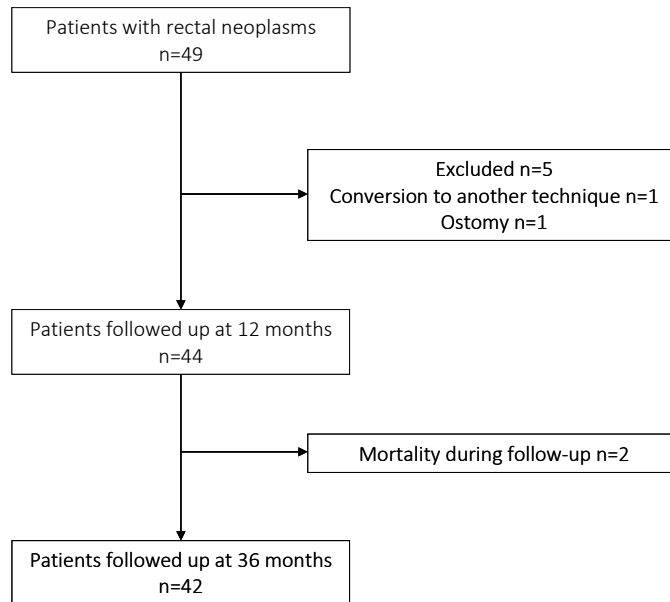 Patients with rectal neoplasms
n=49
Excluded n=5
Conversion to another technique n=1
Ostomy n=1
Patients followed up at 12 months
n=44
Mortality during follow-up n=2
Patients followed up at 36 months
n=42